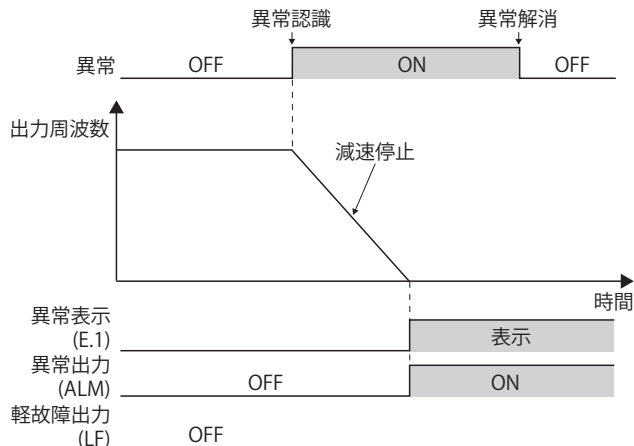 異常認識 異常解消
異常 OFF ON OFF
出力周波数
減速停止
時間
異常表示
(E.1)
表示
異常出力
(ALM)
OFF ON
軽故障出力
(LF)
OFF